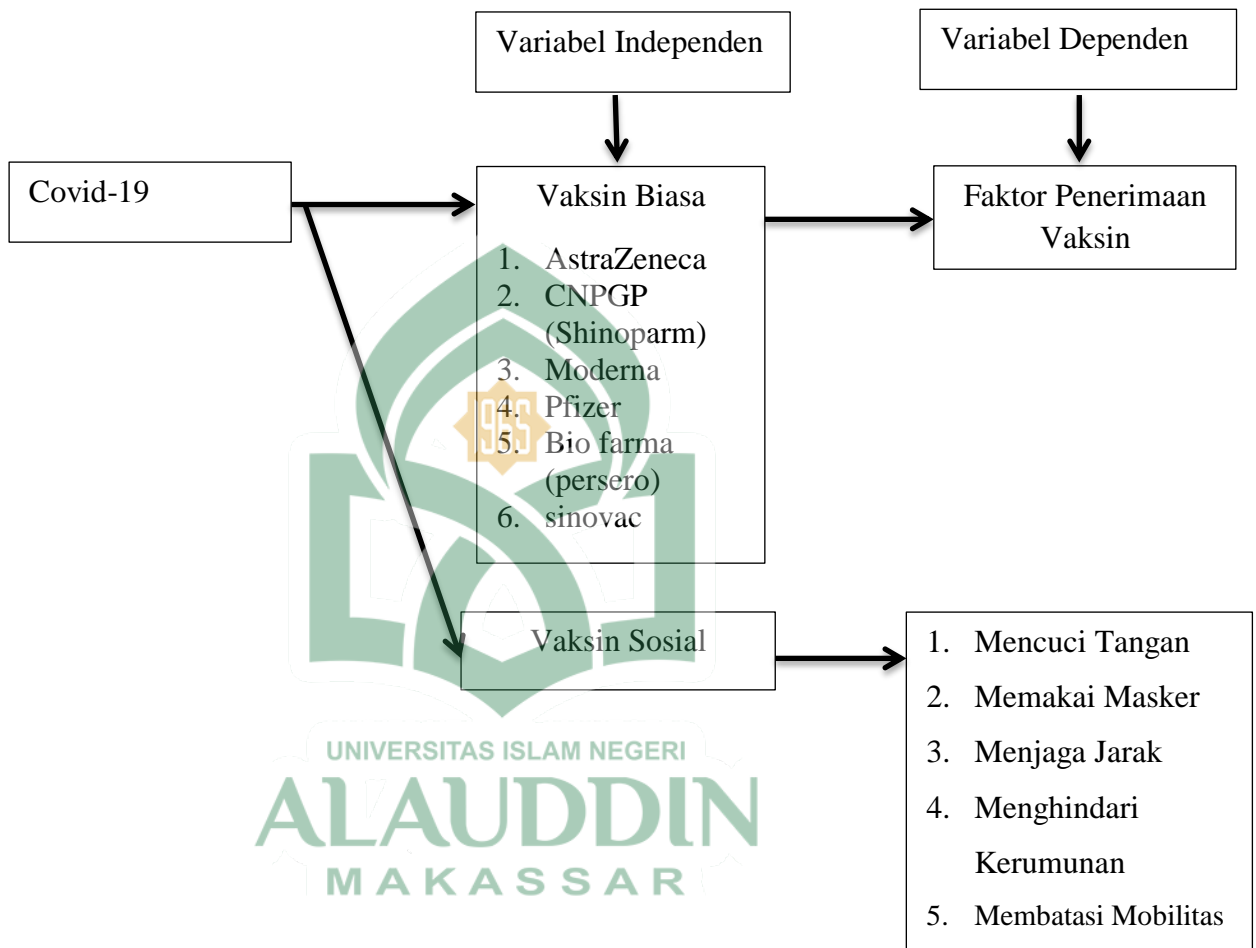 Variabel Independen
Variabel Dependen
Covid-19
Vaksin Biasa
1. AstraZeneca
2. CNPGP
(Shinoparm)
3. Moderna
4. Pfizer
5. Bio farma
(persero)
6. sinovac
Faktor Penerimaan
Vaksin
1965
Vaksin Sosial
1. Mencuci Tangan
2. Memakai Masker
3. Menjaga Jarak
4. Menghindari
Kerumunan
5. Membatasi Mobilitas
UNIVERSITAS ISLAM NEGERI
ALAUDDIN
MAKASSAR